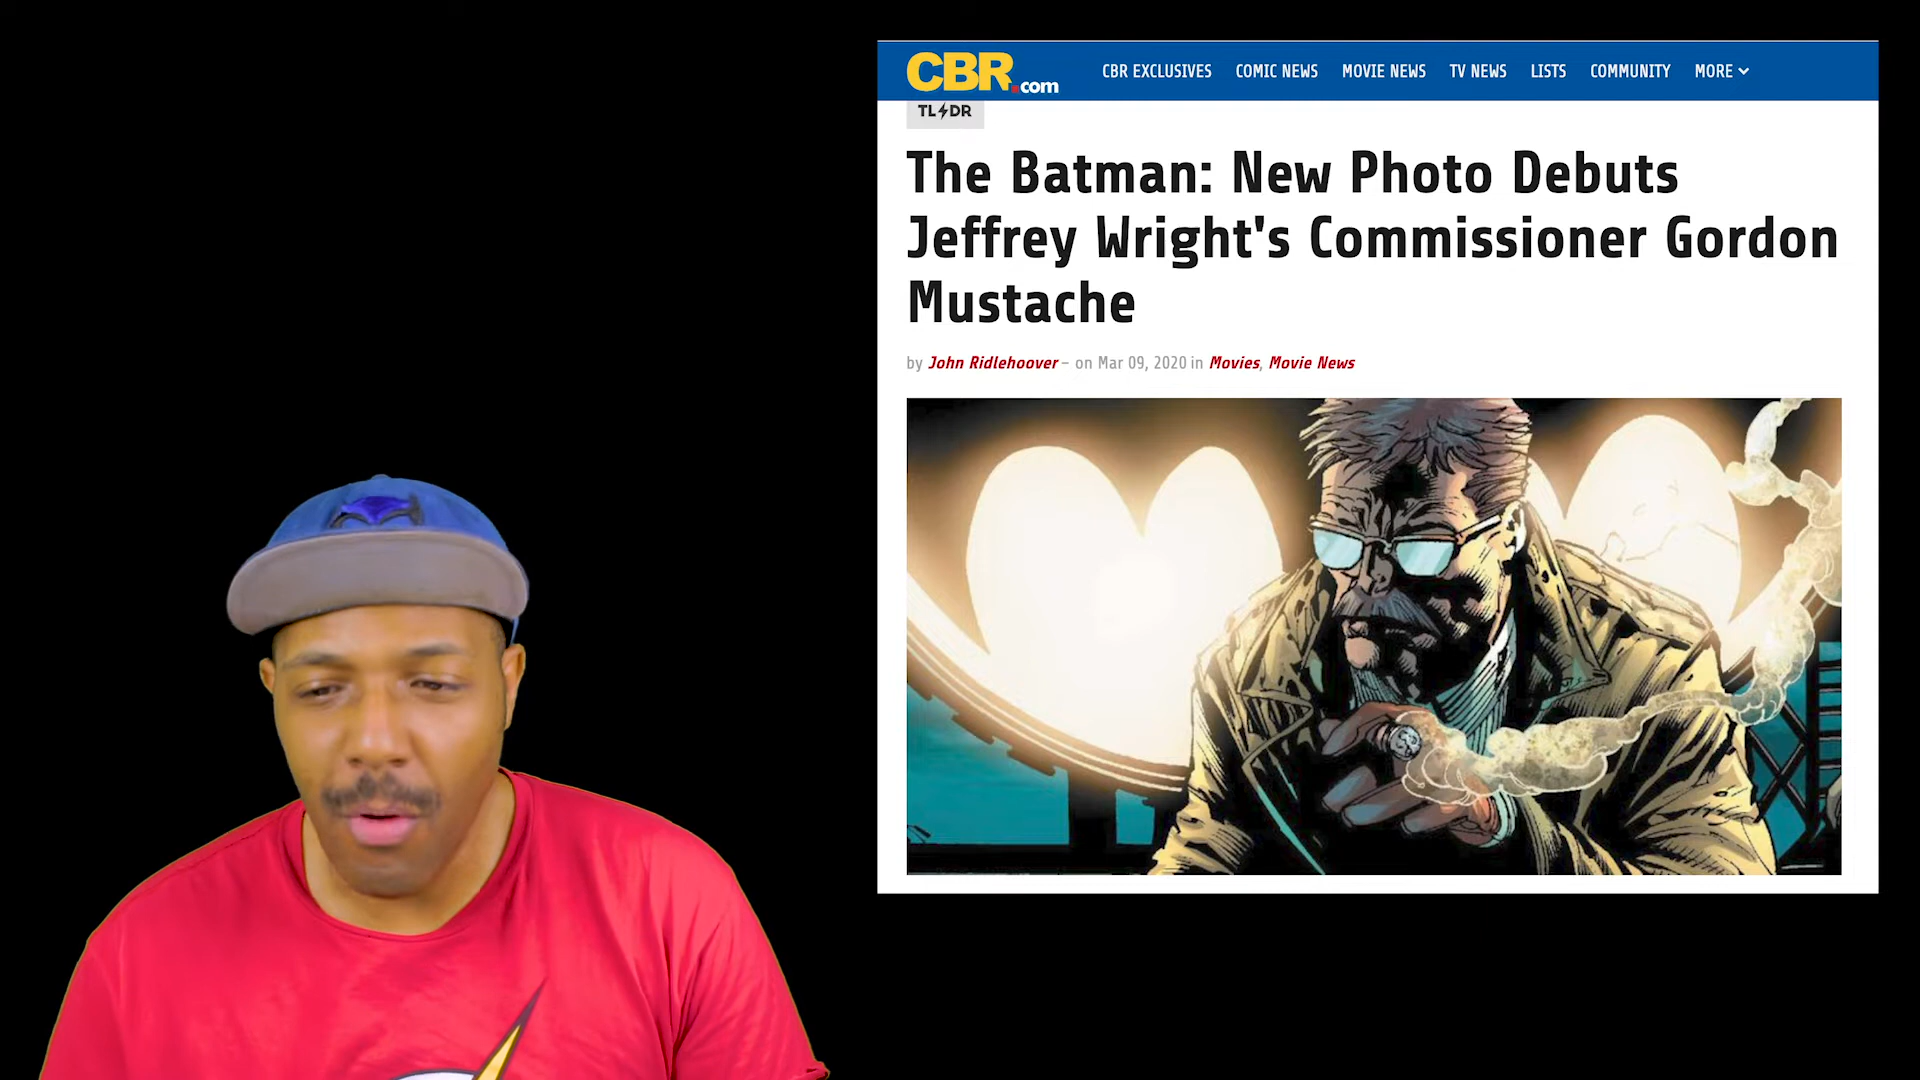 CBR.com
CBR EXCLUSIVES COMIC NEWS MOVIE NEWS TV NEWS LISTS COMMUNITY MORE
TL DR
The Batman: New Photo Debuts
Jeffrey Wright's Commissioner Gordon
Mustache
by John Ridlehoover – on Mar 09, 2020 in Movies, Movie News